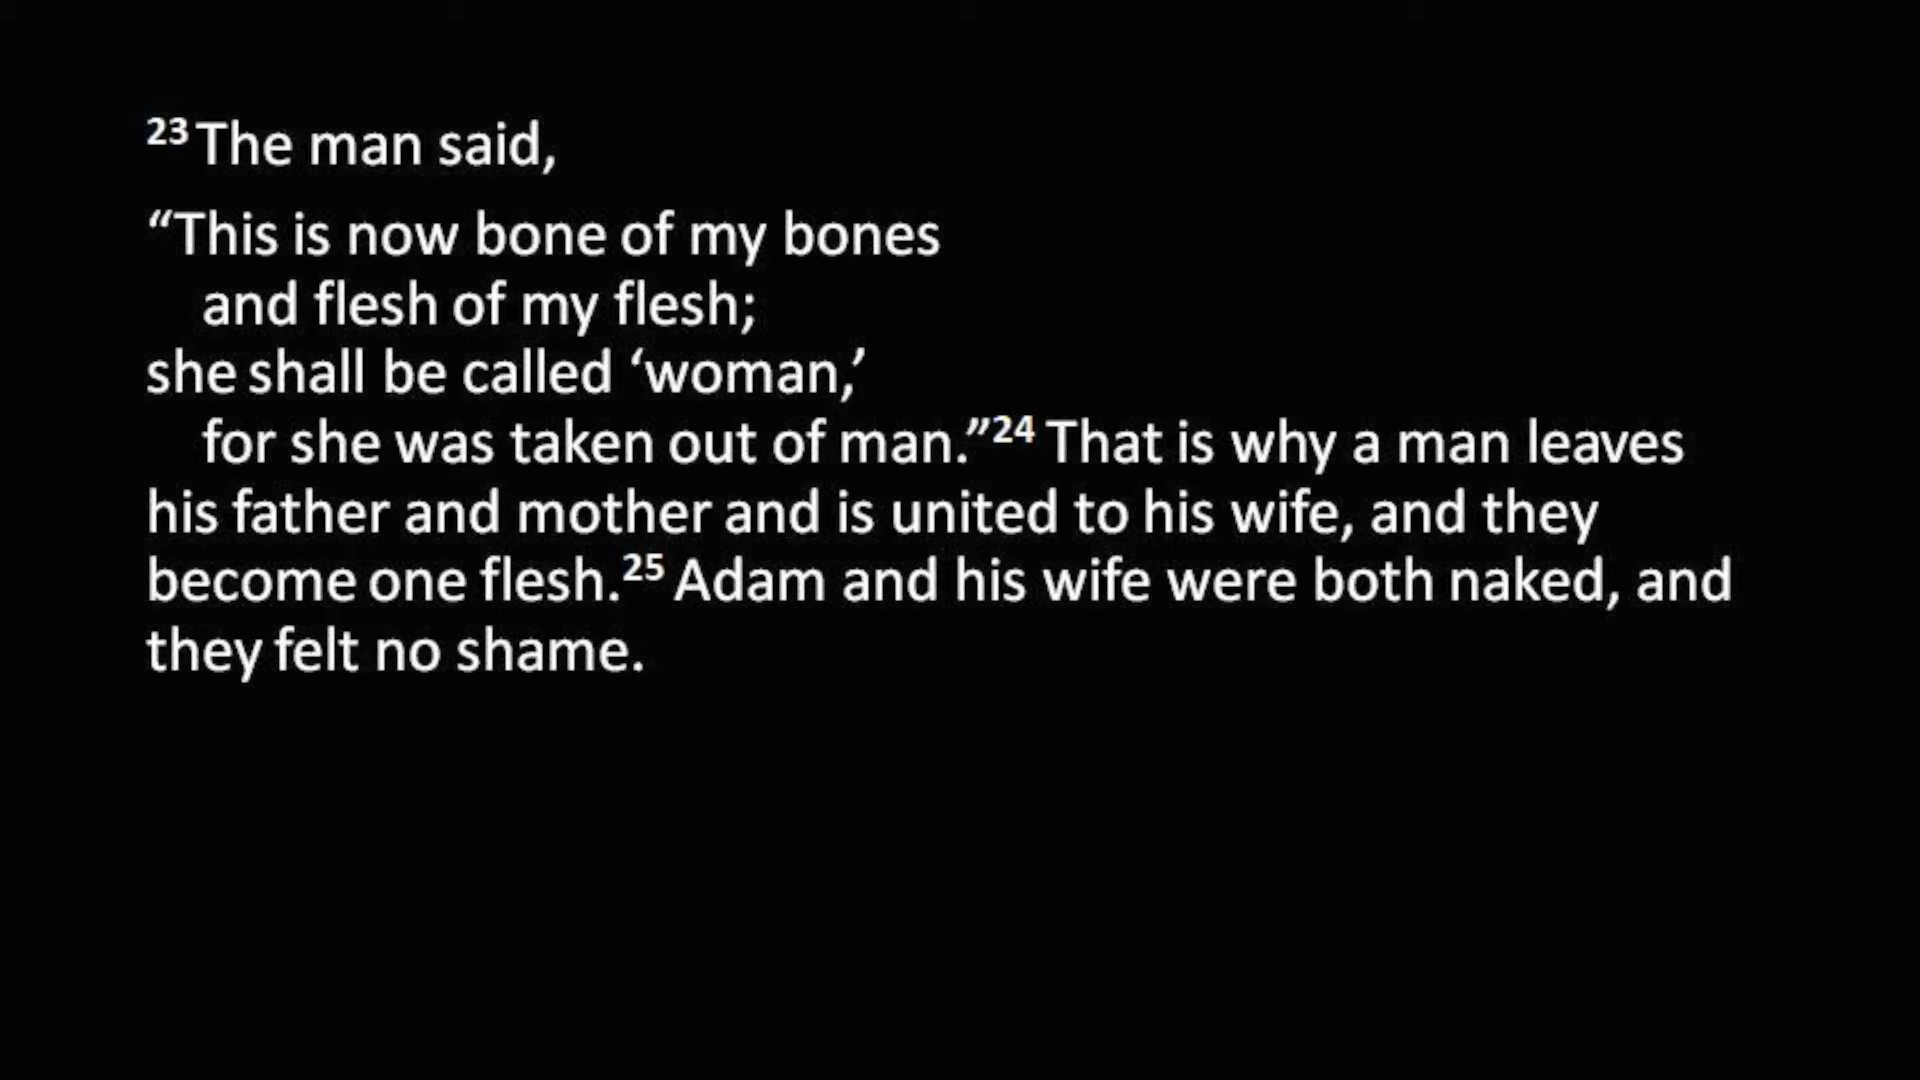 23 The man said,
“This is now bone of my bones
and flesh of my flesh;
she shall be called ‘woman,’
for she was taken out of man.”24 That is why a man leaves
his father and mother and is united to his wife, and they
become one flesh.25 Adam and his wife were both naked, and
they felt no shame.